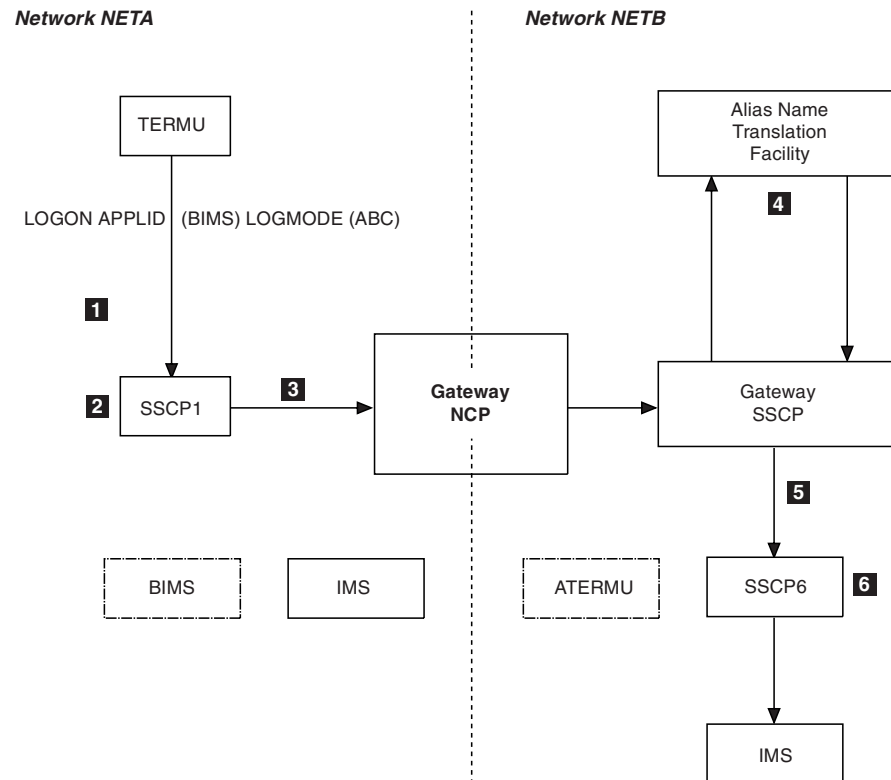 Network NETA
Network NETB
TERMU
Alias Name
Translation
Facility
LOGON APPLID (BIMS) LOGMODE (ABC)
4
1
2
SSCP1
3
Gateway
NCP
Gateway
SSCP
5
BIMS
IMS
ATERMU
SSCP6
6
IMS